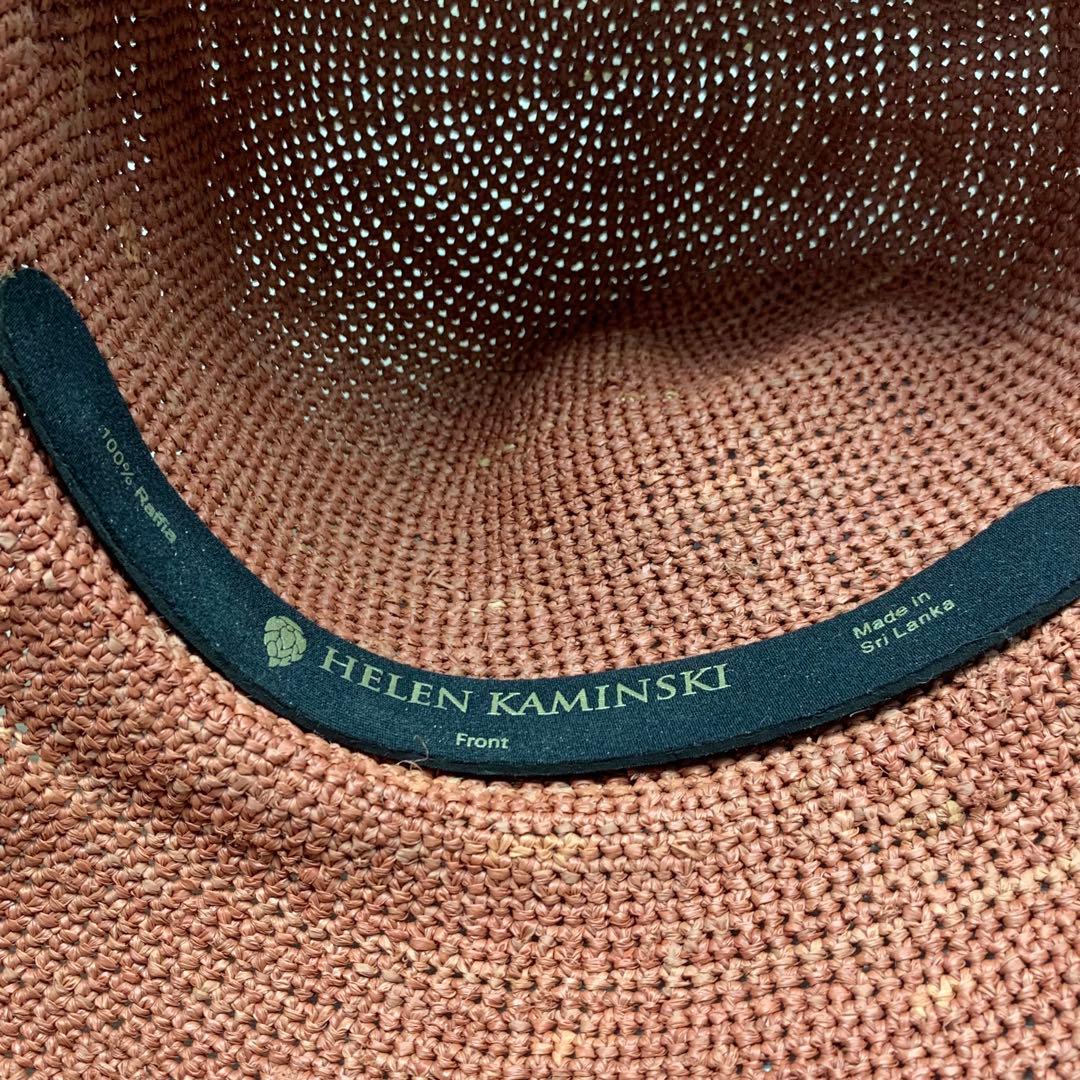 100% Raffia
HELEN KAMINSKI
Front
Made in
Sri Lanka